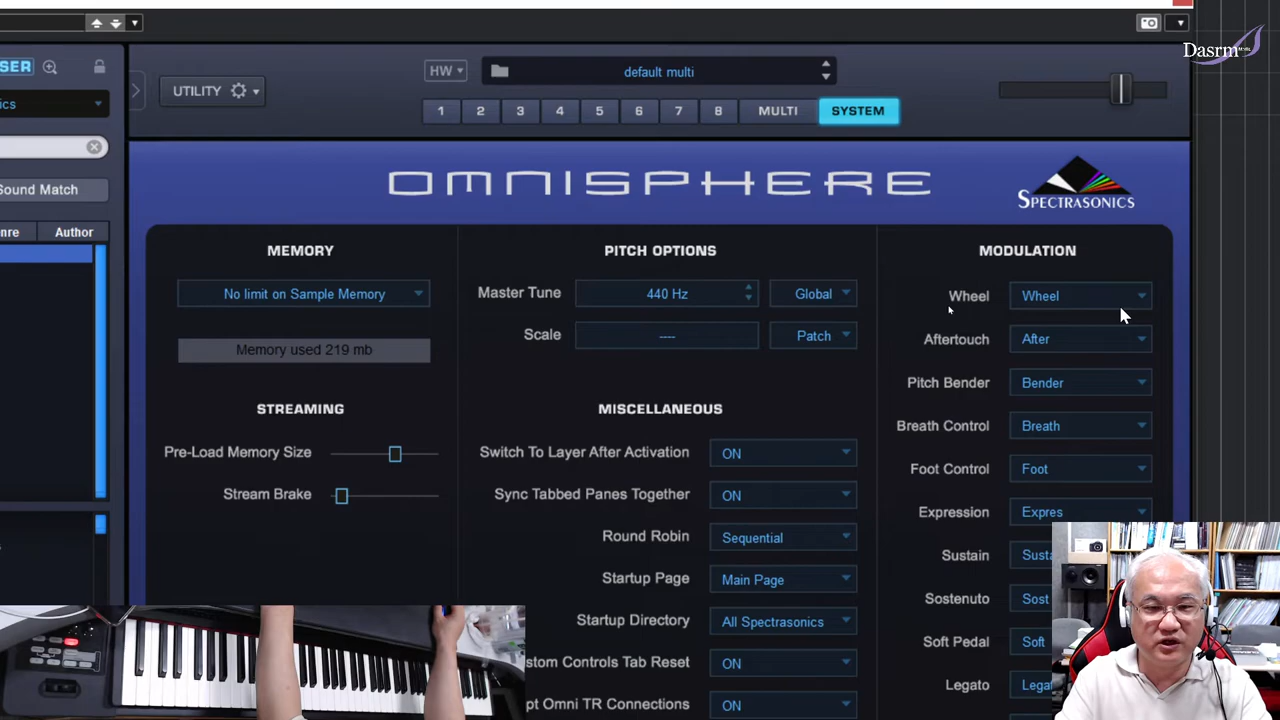 Dasrm
SER
UTILITY
HW
default multi
ics
1 2 3 4 5 6 7 8 MULTI SYSTEM
Sound Match
nre Author
OMNISPHERE
SPECTRASONICS
MEMORY
No limit on Sample Memory
Memory used 219 mb
STREAMING
Pre-Load Memory Size
Stream Brake
PITCH OPTIONS
Master Tune 440 Hz Global
Scale ---- Patch
MISCELLANEOUS
Switch To Layer After Activation ON
Sync Tabbed Panes Together ON
Round Robin Sequential
Startup Page Main Page
Startup Directory All Spectrasonics
stom Controls Tab Reset ON
pt Omni TR Connections ON
MODULATION
Wheel Wheel
Aftertouch After
Pitch Bender Bender
Breath Control Breath
Foot Control Foot
Expression Expres
Sustain Susta
Sostenuto Sost
Soft Pedal Soft
Legato Legat